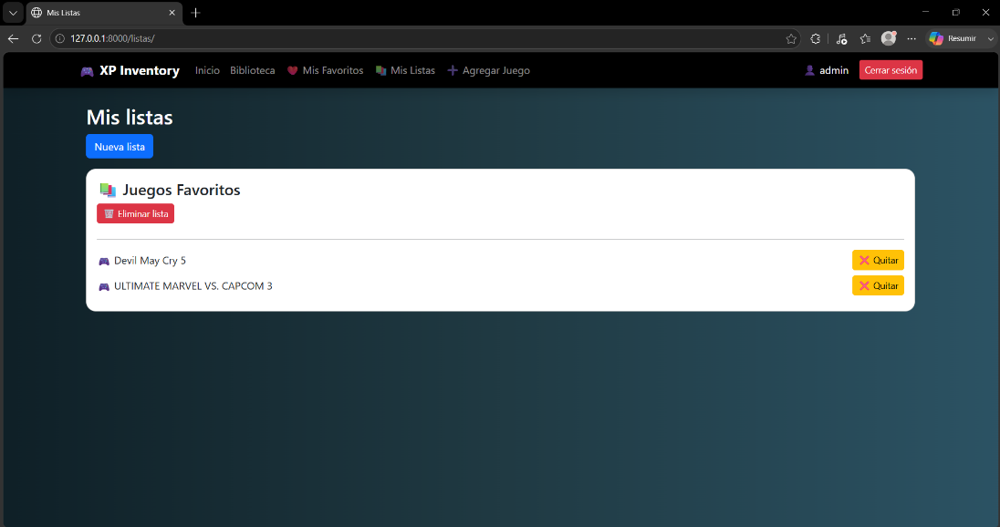 Mis Listas
127.0.0.1:8000/listas/
Resumir
XP Inventory Inicio Biblioteca Mis Favoritos Mis Listas Agregar Juego admin Cerrar sesión
Mis listas
Nueva lista
Juegos Favoritos
Eliminar lista
Devil May Cry 5 Quitar
ULTIMATE MARVEL VS. CAPCOM 3 Quitar